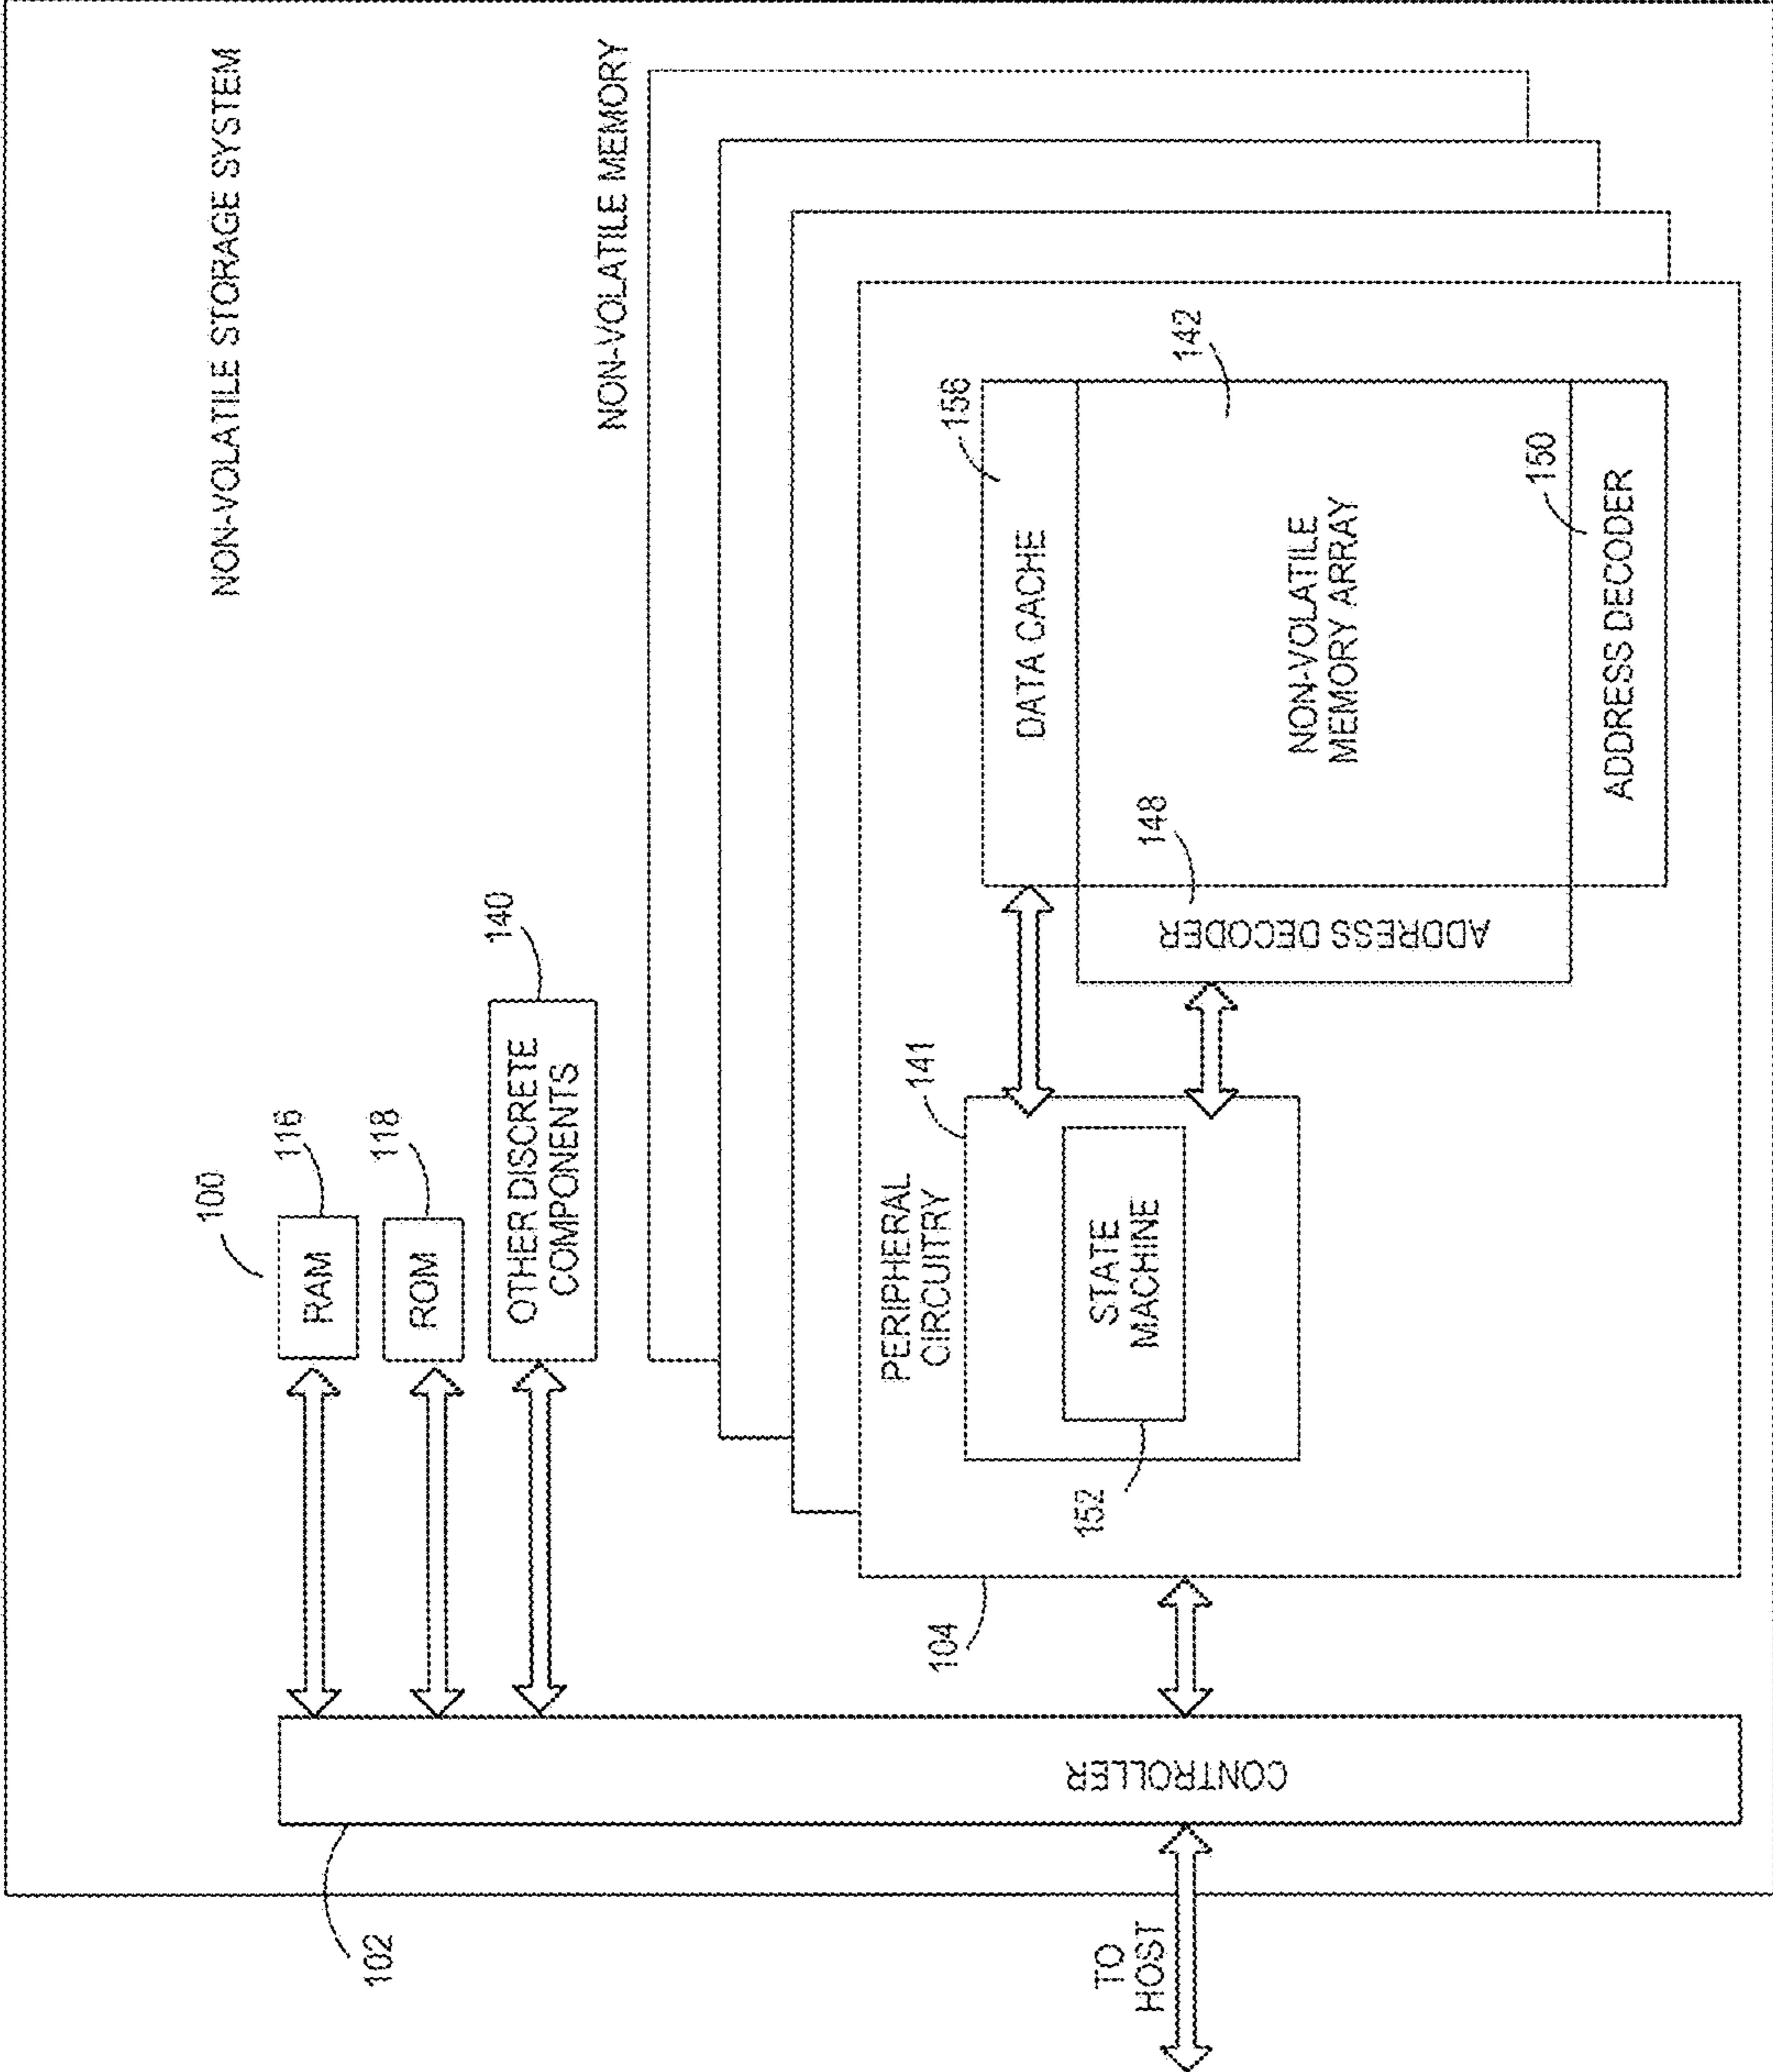 NON-VOLATILE STORAGE SYSTEM
100
RAM
116
ROM
118
OTHER DISCRETE
COMPONENTS
140
NON-VOLATILE MEMORY
102
CONTROLLER
TO
HOST
104
PERIPHERAL
CIRCUITRY
141
STATE
MACHINE
152
DATA CACHE
156
ADDRESS DECODER
148
NON-VOLATILE
MEMORY ARRAY
142
ADDRESS DECODER
150